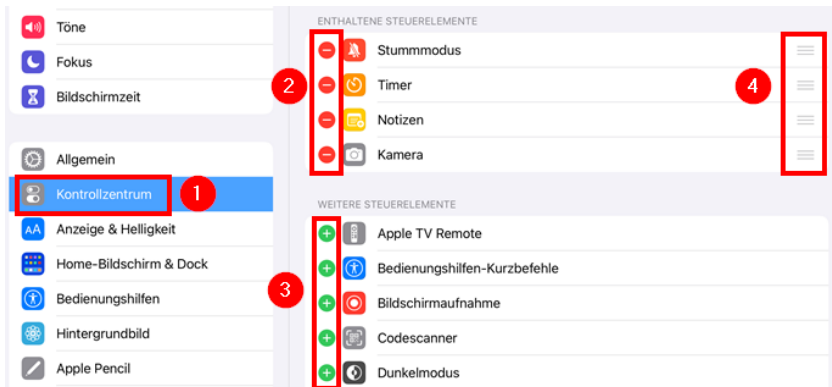 Töne
Fokus
Bildschirmzeit
Allgemein
Kontrollzentrum
1
AA
Anzeige & Helligkeit
Home-Bildschirm & Dock
Bedienungshilfen
Hintergrundbild
Apple Pencil
ENTHALTENE STEUERELEMENTE
2
Stummmodus
Timer
4
Notizen
Kamera
WEITERE STEUERELEMENTE
3
Apple TV Remote
Bedienungshilfen-Kurzbefehle
Bildschirmaufnahme
Codescanner
Dunkelmodus